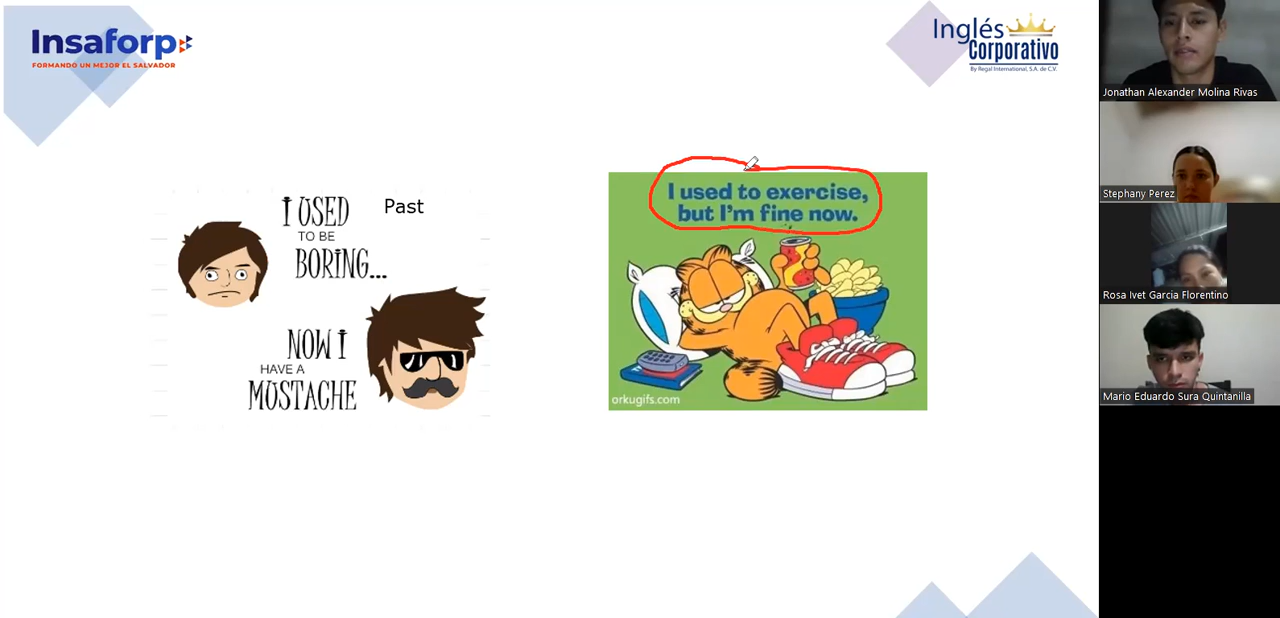 Insaforp
FORMANDO UN MEJOR EL SALVADOR
Inglés
Corporativo
By Regal International, S.A. de C.V.
I USED
TO BE
BORING...
Past
NOW I
HAVE A
MUSTACHE
I used to exercise,
but I'm fine now.
orkugifs.com
Jonathan Alexander Molina Rivas
Stephany Perez
Rosa Ivet Garcia Florentino
Mario Eduardo Sura Quintanilla